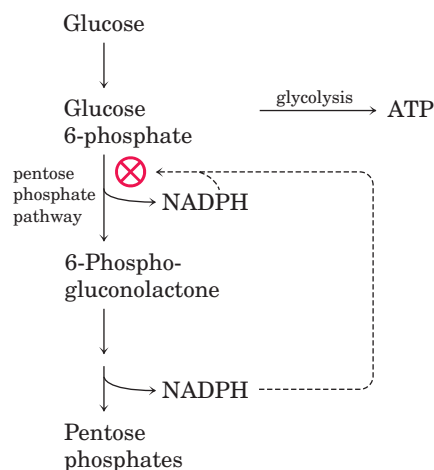 Glucose
Glucose
6-phosphate
glycolysis
ATP
pentose
phosphate
pathway
NADPH
6-Phospho-
gluconolactone
NADPH
Pentose
phosphates